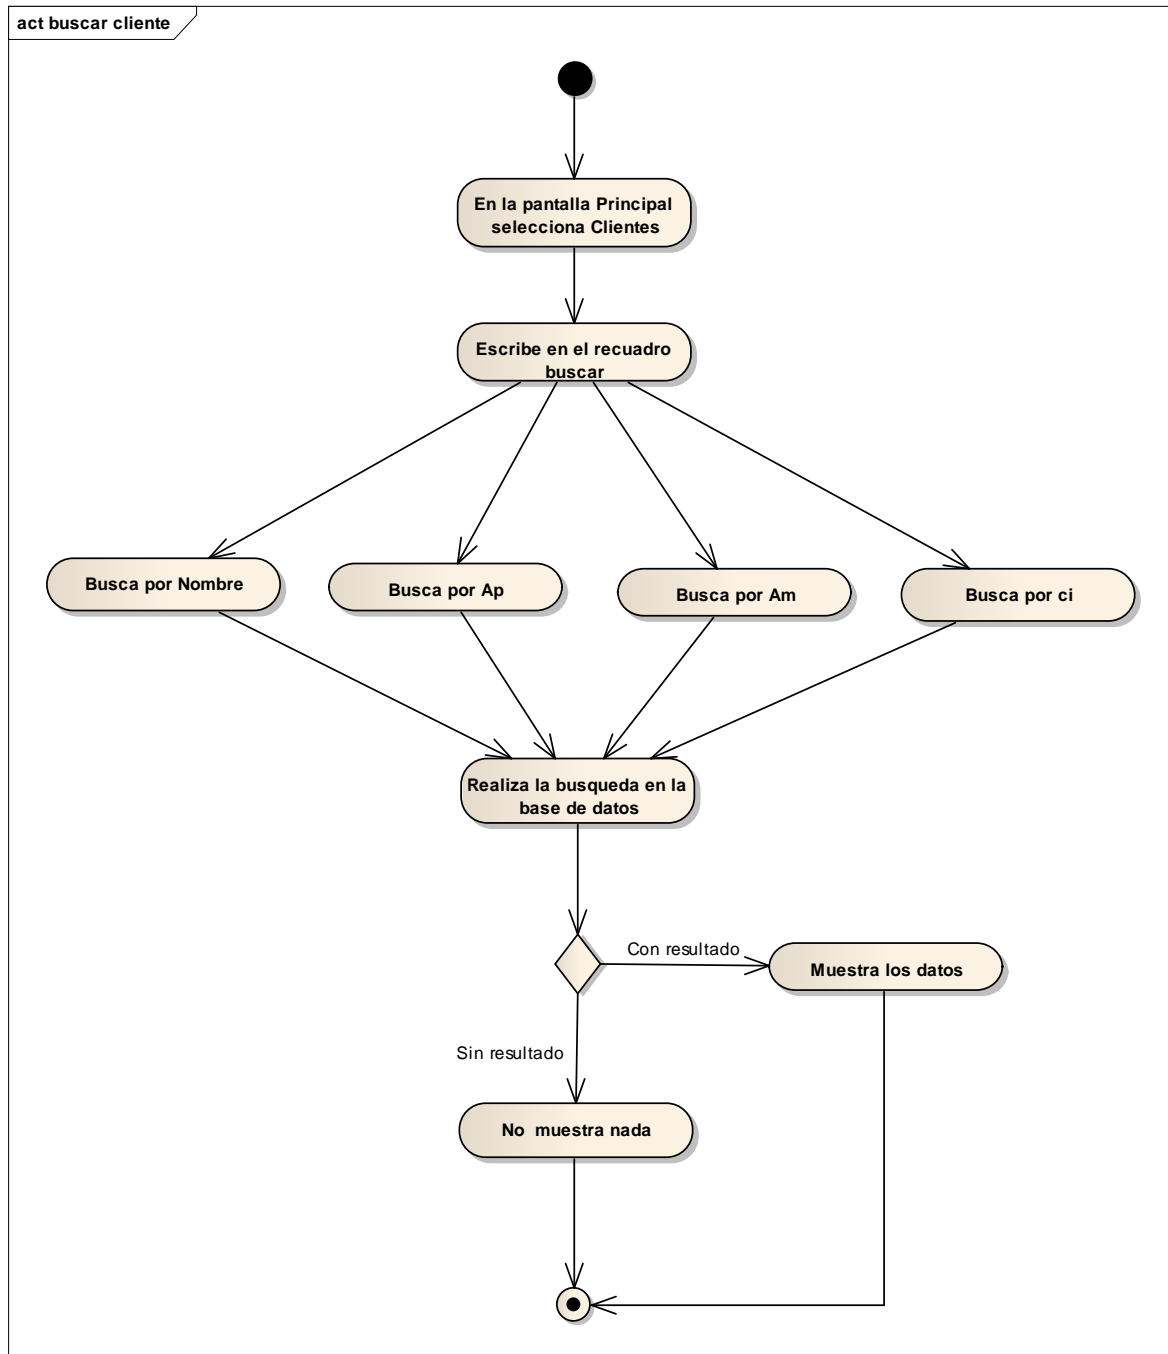 act buscar cliente
En la pantalla Principal
selecciona Clientes
Escribe en el recuadro
buscar
Busca por Nombre
Busca por Ap
Busca por Am
Busca por ci
Realiza la busqueda en la
base de datos
Con resultado
Muestra los datos
Sin resultado
No muestra nada